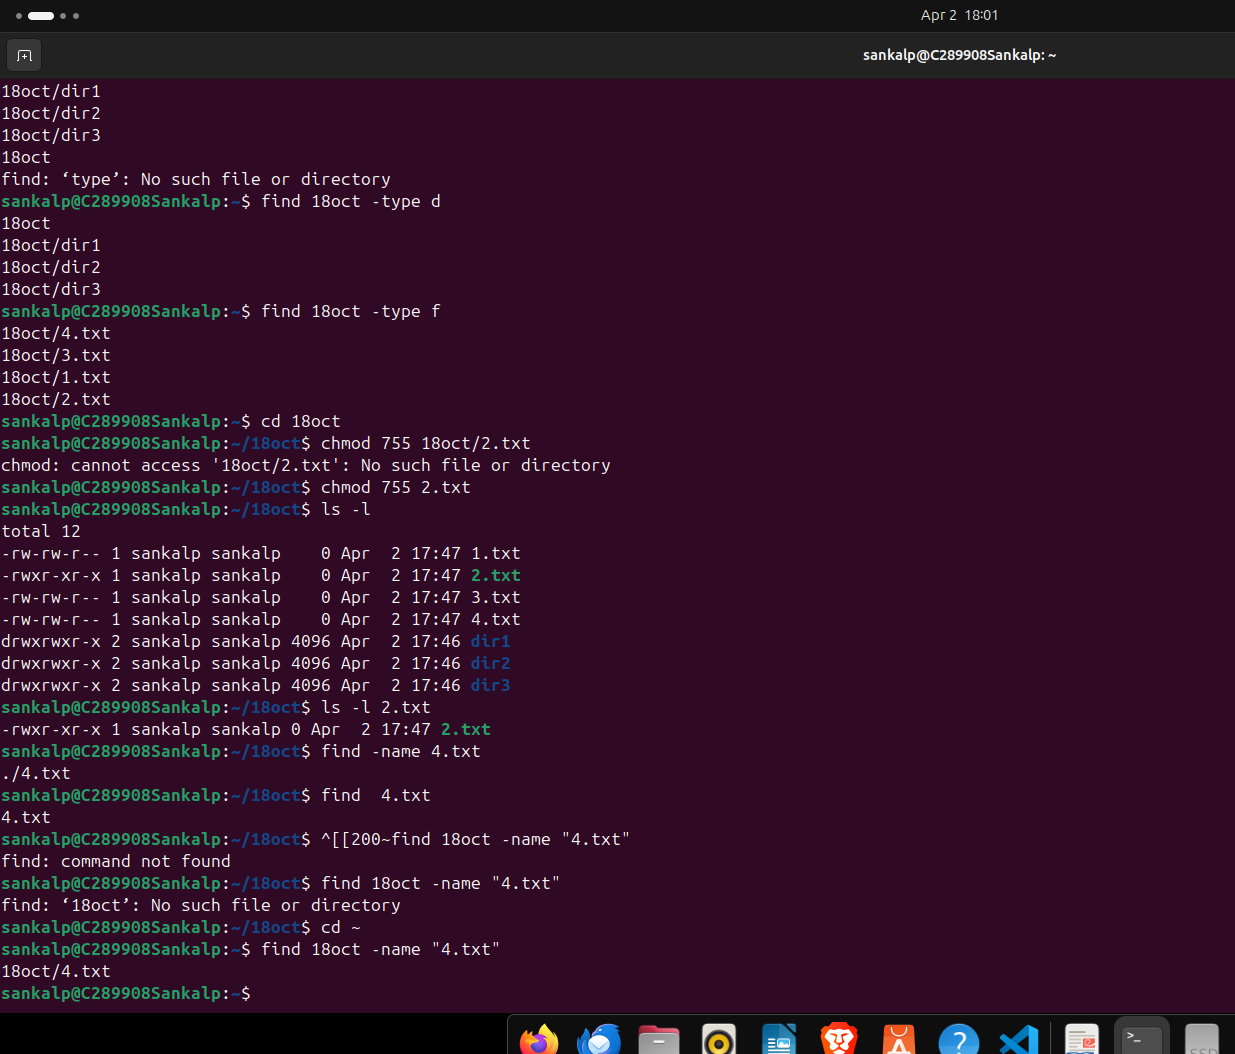 Apr 2 18:01
sankalp@C289908Sankalp: ~
18oct/dir1
18oct/dir2
18oct/dir3
18oct
find: ‘type’: No such file or directory
sankalp@C289908Sankalp:~$ find 18oct -type d
18oct
18oct/dir1
18oct/dir2
18oct/dir3
sankalp@C289908Sankalp:~$ find 18oct -type f
18oct/4.txt
18oct/3.txt
18oct/1.txt
18oct/2.txt
sankalp@C289908Sankalp:~$ cd 18oct
sankalp@C289908Sankalp:~/18oct$ chmod 755 18oct/2.txt
chmod: cannot access '18oct/2.txt': No such file or directory
sankalp@C289908Sankalp:~/18oct$ chmod 755 2.txt
sankalp@C289908Sankalp:~/18oct$ ls -l
total 12
-rw-rw-r-- 1 sankalp sankalp    0 Apr  2 17:47 1.txt
-rwxr-xr-x 1 sankalp sankalp    0 Apr  2 17:47 2.txt
-rw-rw-r-- 1 sankalp sankalp    0 Apr  2 17:47 3.txt
-rw-rw-r-- 1 sankalp sankalp    0 Apr  2 17:47 4.txt
drwxrwxr-x 2 sankalp sankalp 4096 Apr  2 17:46 dir1
drwxrwxr-x 2 sankalp sankalp 4096 Apr  2 17:46 dir2
drwxrwxr-x 2 sankalp sankalp 4096 Apr  2 17:46 dir3
sankalp@C289908Sankalp:~/18oct$ ls -l 2.txt
-rwxr-xr-x 1 sankalp sankalp 0 Apr  2 17:47 2.txt
sankalp@C289908Sankalp:~/18oct$ find -name 4.txt
./4.txt
sankalp@C289908Sankalp:~/18oct$ find  4.txt
4.txt
sankalp@C289908Sankalp:~/18oct$ ^[[200~find 18oct -name "4.txt"
find: command not found
sankalp@C289908Sankalp:~/18oct$ find 18oct -name "4.txt"
find: ‘18oct’: No such file or directory
sankalp@C289908Sankalp:~/18oct$ cd ~
sankalp@C289908Sankalp:~$ find 18oct -name "4.txt"
18oct/4.txt
sankalp@C289908Sankalp:~$
SSD